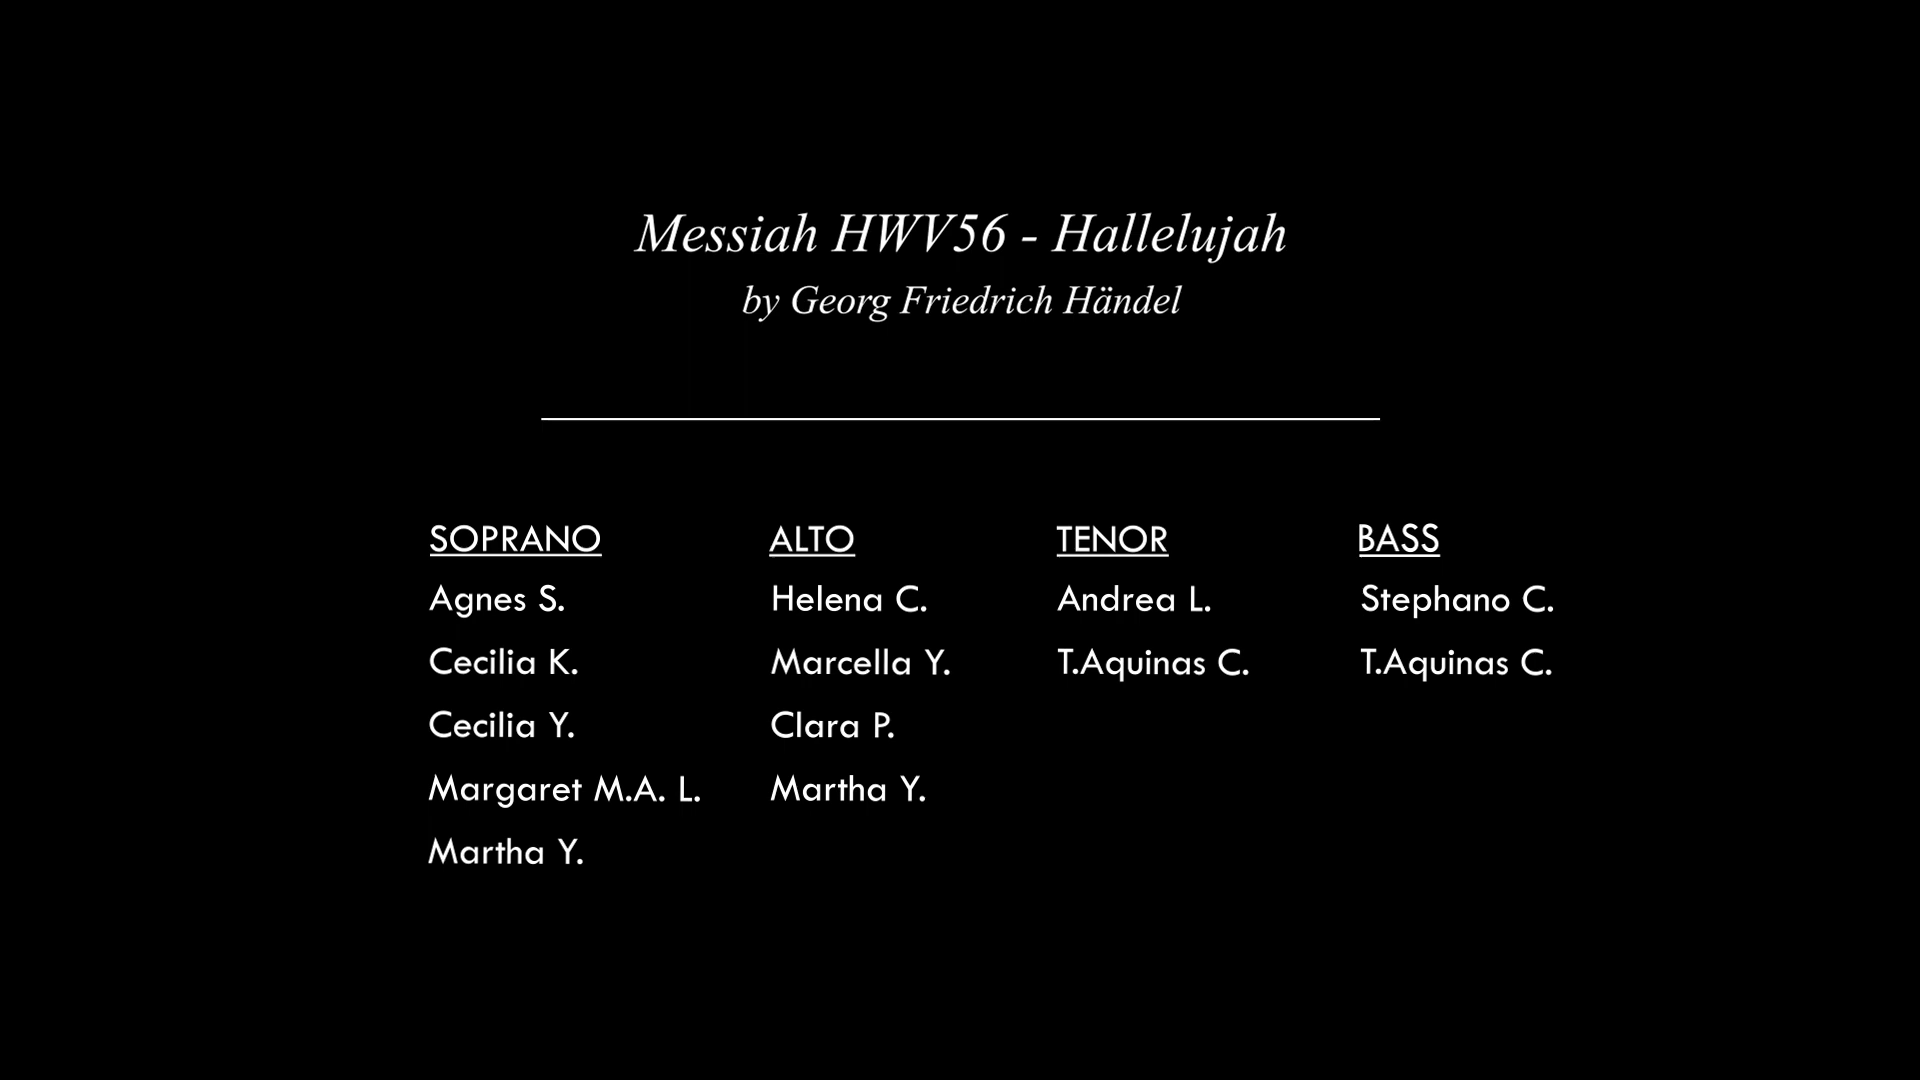 Messiah HWV56 - Hallelujah
by Georg Friedrich Händel
SOPRANO
Agnes S.
Cecilia K.
Cecilia Y.
Margaret M.A. L.
Martha Y.
ALTO
Helena C.
Marcella Y.
Clara P.
Martha Y.
TENOR
Andrea L.
T.Aquinas C.
BASS
Stephano C.
T.Aquinas C.